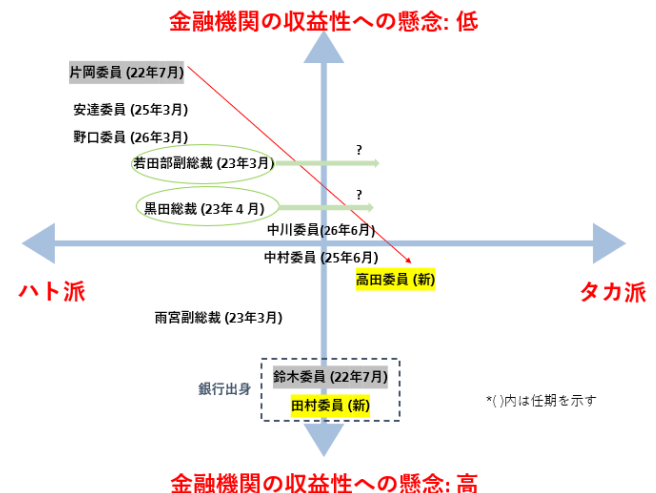 金融機関の収益性への懸念: 低
片岡委員 (22年7月)
安達委員 (25年3月)
野口委員 (26年3月)
?
若田部副総裁 (23年3月)
?
黒田総裁 (23年４月)
中川委員(26年6月)
中村委員 (25年6月)
高田委員 (新)
ハト派
タカ派
雨宮副総裁 (23年3月)
鈴木委員 (22年7月)
銀行出身
田村委員 (新)
*( )内は任期を示す
金融機関の収益性への懸念: 高